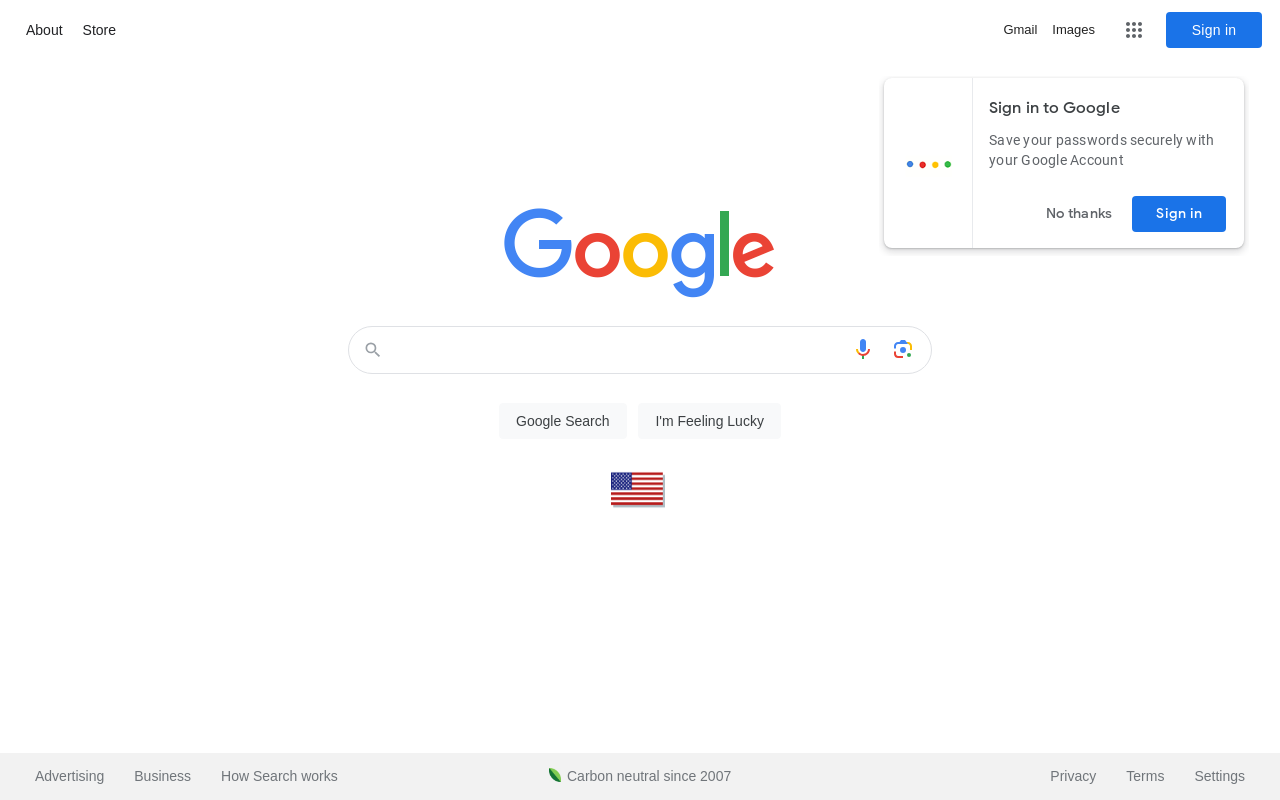 About Store
Gmail Images
Sign in
Sign in to Google
Save your passwords securely with
your Google Account
No thanks Sign in
Google
Google Search I'm Feeling Lucky
Advertising Business How Search works
Carbon neutral since 2007
Privacy Terms Settings